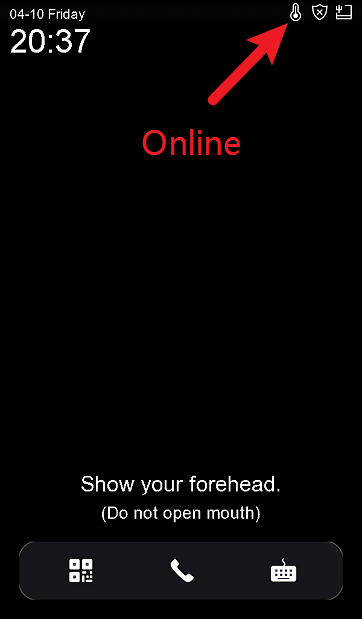 04-10 Friday
20:37
Online
Show your forehead.
(Do not open mouth)